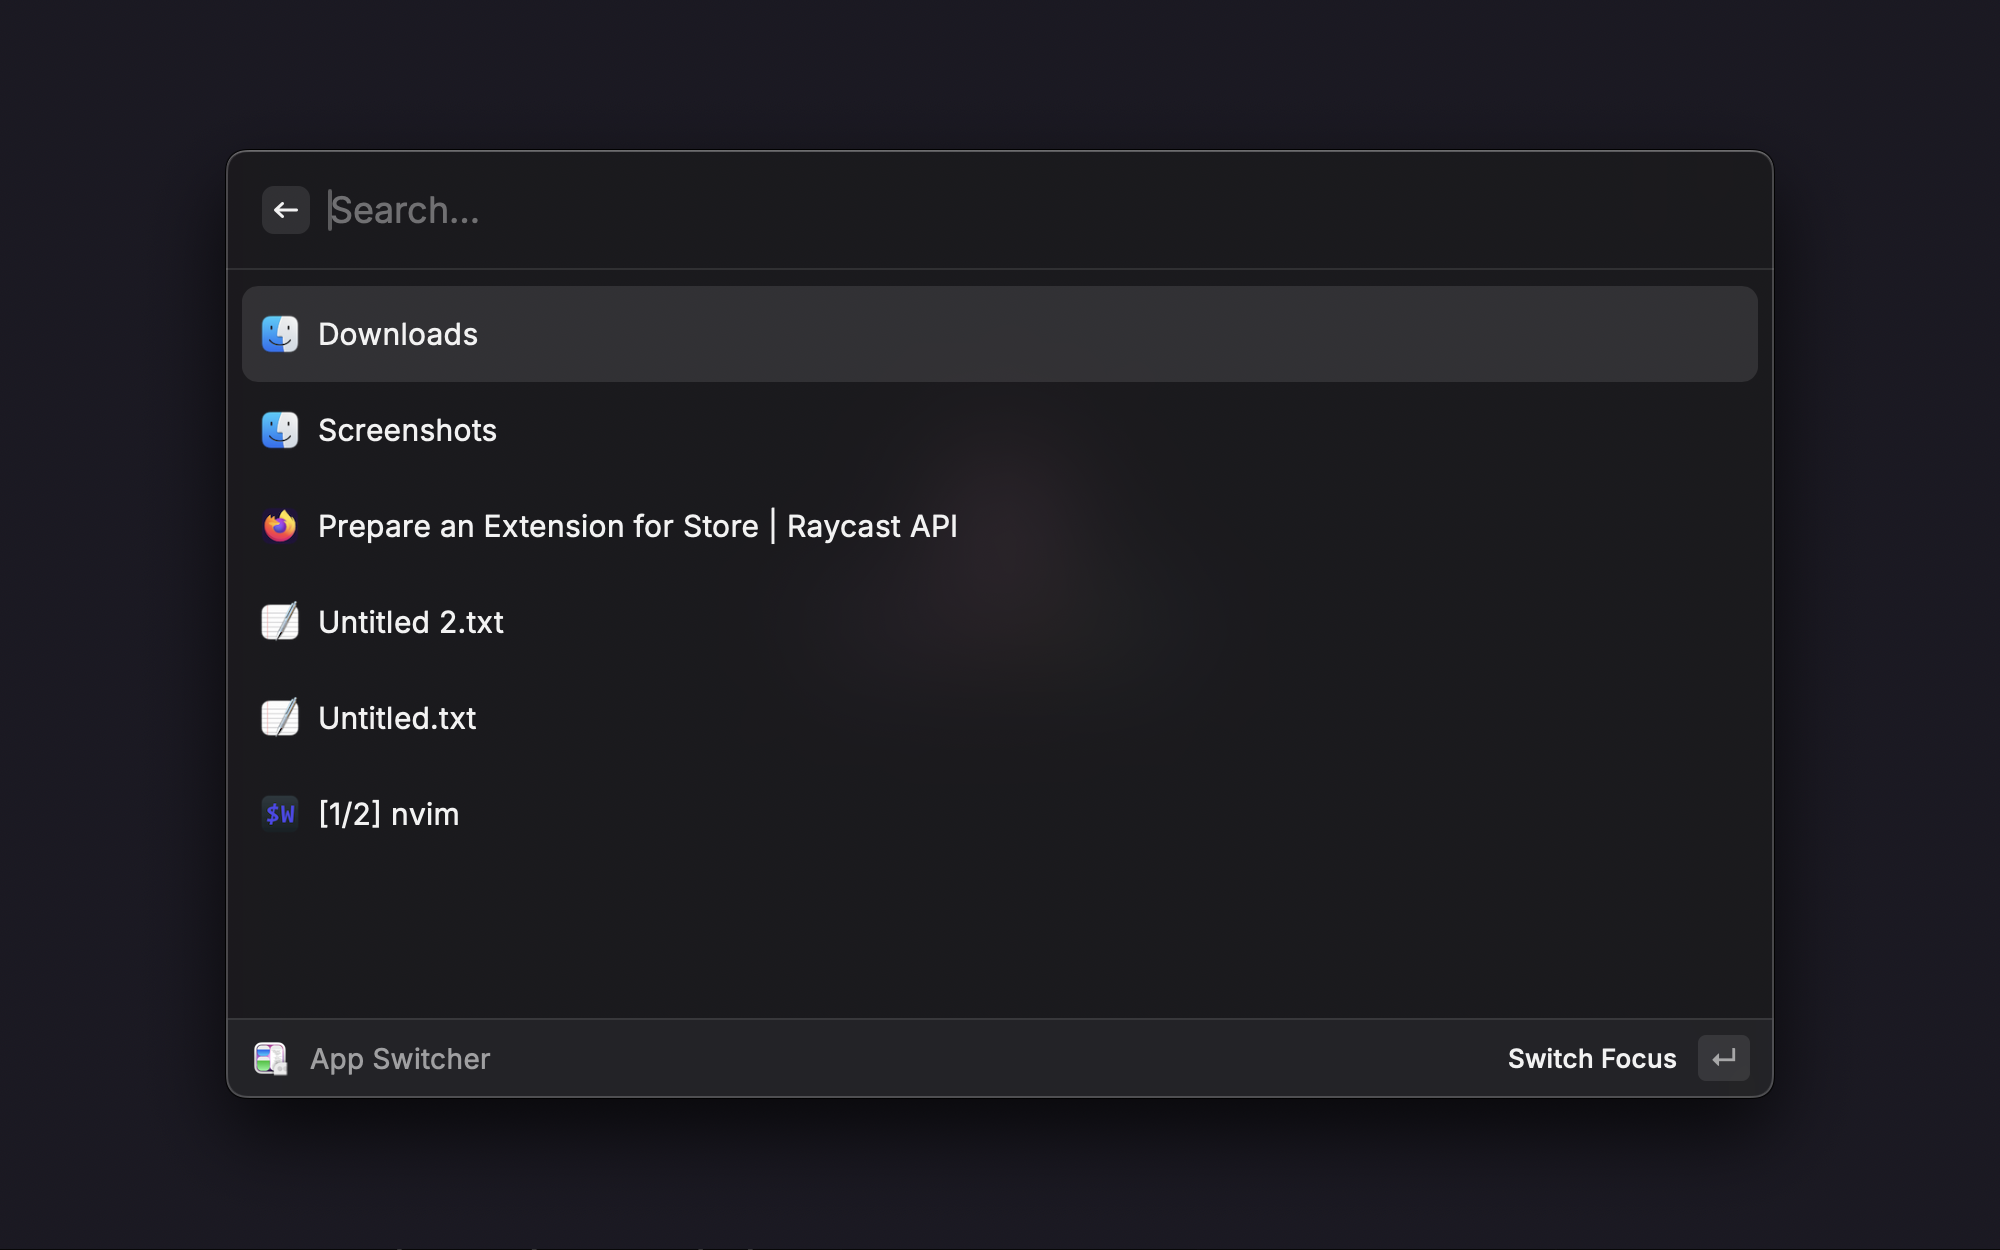 Search...
Downloads
Screenshots
Prepare an Extension for Store | Raycast API
Untitled 2.txt
Untitled.txt
$W [1/2] nvim
App Switcher
Switch Focus